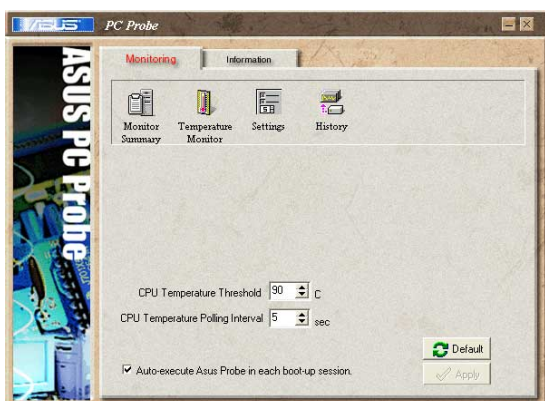 /ISUS PC Probe
ASUS PC Probe
Monitoring Information
Monitor Summary
Temperature Monitor
Settings
History
CPU Temperature Threshold 90 C
CPU Temperature Polling Interval 5 sec
Auto-execute Asus Probe in each boot-up session.
Default
Apply